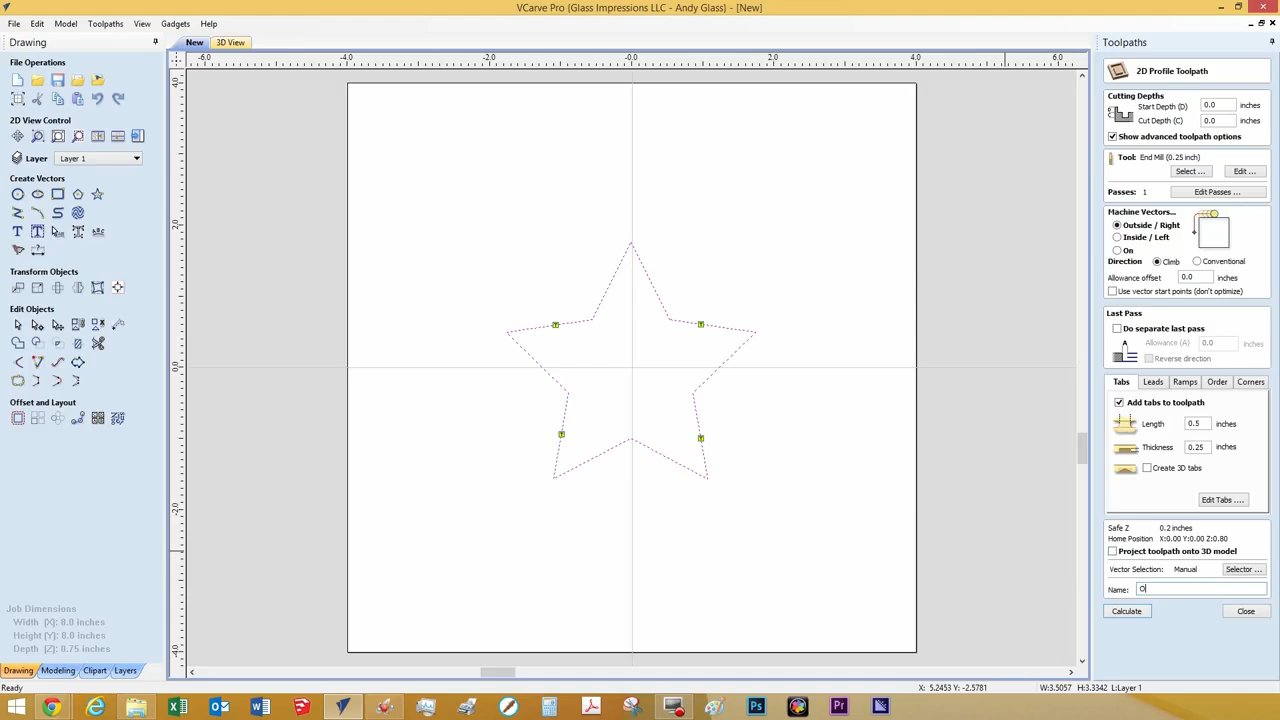 VCarve Pro {Glass Impressions LLC - Andy Glass} - [New]
File Edit Model Toolpaths View Gadgets Help
Drawing
File Operations
2D View Control
Layer Layer 1
Create Vectors
Transform Objects
Edit Objects
Offset and Layout
Job Dimensions
Width (X): 8.0 inches
Height (Y): 8.0 inches
Depth (Z): 0.75 inches
Drawing Modeling Clipart Layers
Ready
New 3D View
-6.0 -4.0 -2.0 -0.0 2.0 4.0 6.0
4.0
2.0
0.0
-2.0
-4.0
T T
T T
X: 5.2453 Y: -2.5781 W:3.5057 H:3.3342 L:Layer 1
Toolpaths
2D Profile Toolpath
Cutting Depths
Start Depth (D) 0.0 inches
Cut Depth (C) 0.0 inches
Show advanced toolpath options
Tool: End Mill (0.25 inch)
Select ... Edit ...
Passes: 1 Edit Passes ...
Machine Vectors...
Outside / Right
Inside / Left
On
Direction Climb Conventional
Allowance offset 0.0 inches
Use vector start points (don't optimize)
Last Pass
Do separate last pass
Allowance (A) 0.0 inches
Reverse direction
Tabs Leads Ramps Order Corners
Add tabs to toolpath
Length 0.5 inches
Thickness 0.25 inches
Create 3D tabs
Edit Tabs ....
Safe Z 0.2 inches
Home Position X:0.00 Y:0.00 Z:0.80
Project toolpath onto 3D model
Vector Selection: Manual Selector ...
Name: O
Calculate Close